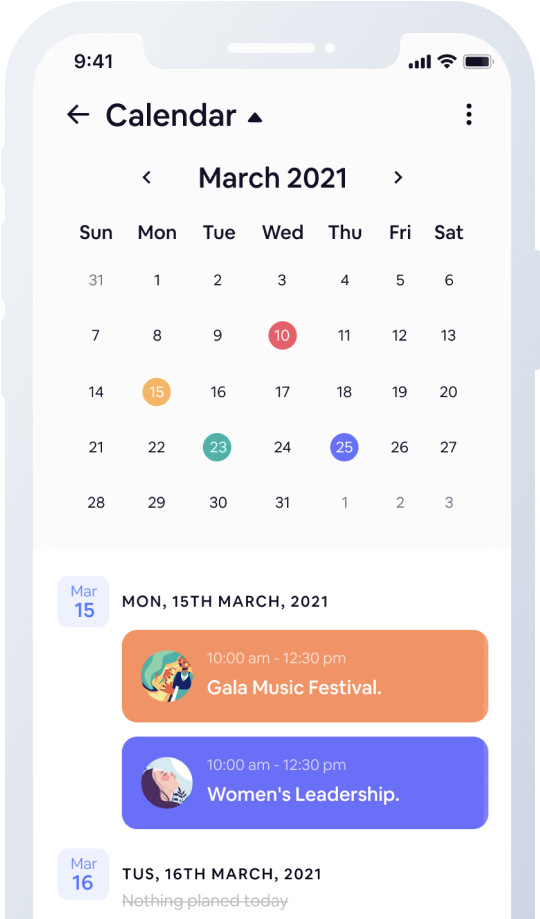 9:41
Calendar
March 2021
Sun Mon Tue Wed Thu Fri Sat
31 1 2 3 4 5 6
7 8 9 10 11 12 13
14 15 16 17 18 19 20
21 22 23 24 25 26 27
28 29 30 31 1 2 3
Mar
15
MON, 15TH MARCH, 2021
10:00 am - 12:30 pm
Gala Music Festival.
10:00 am - 12:30 pm
Women's Leadership.
Mar
16
TUS, 16TH MARCH, 2021
Nothing planed today